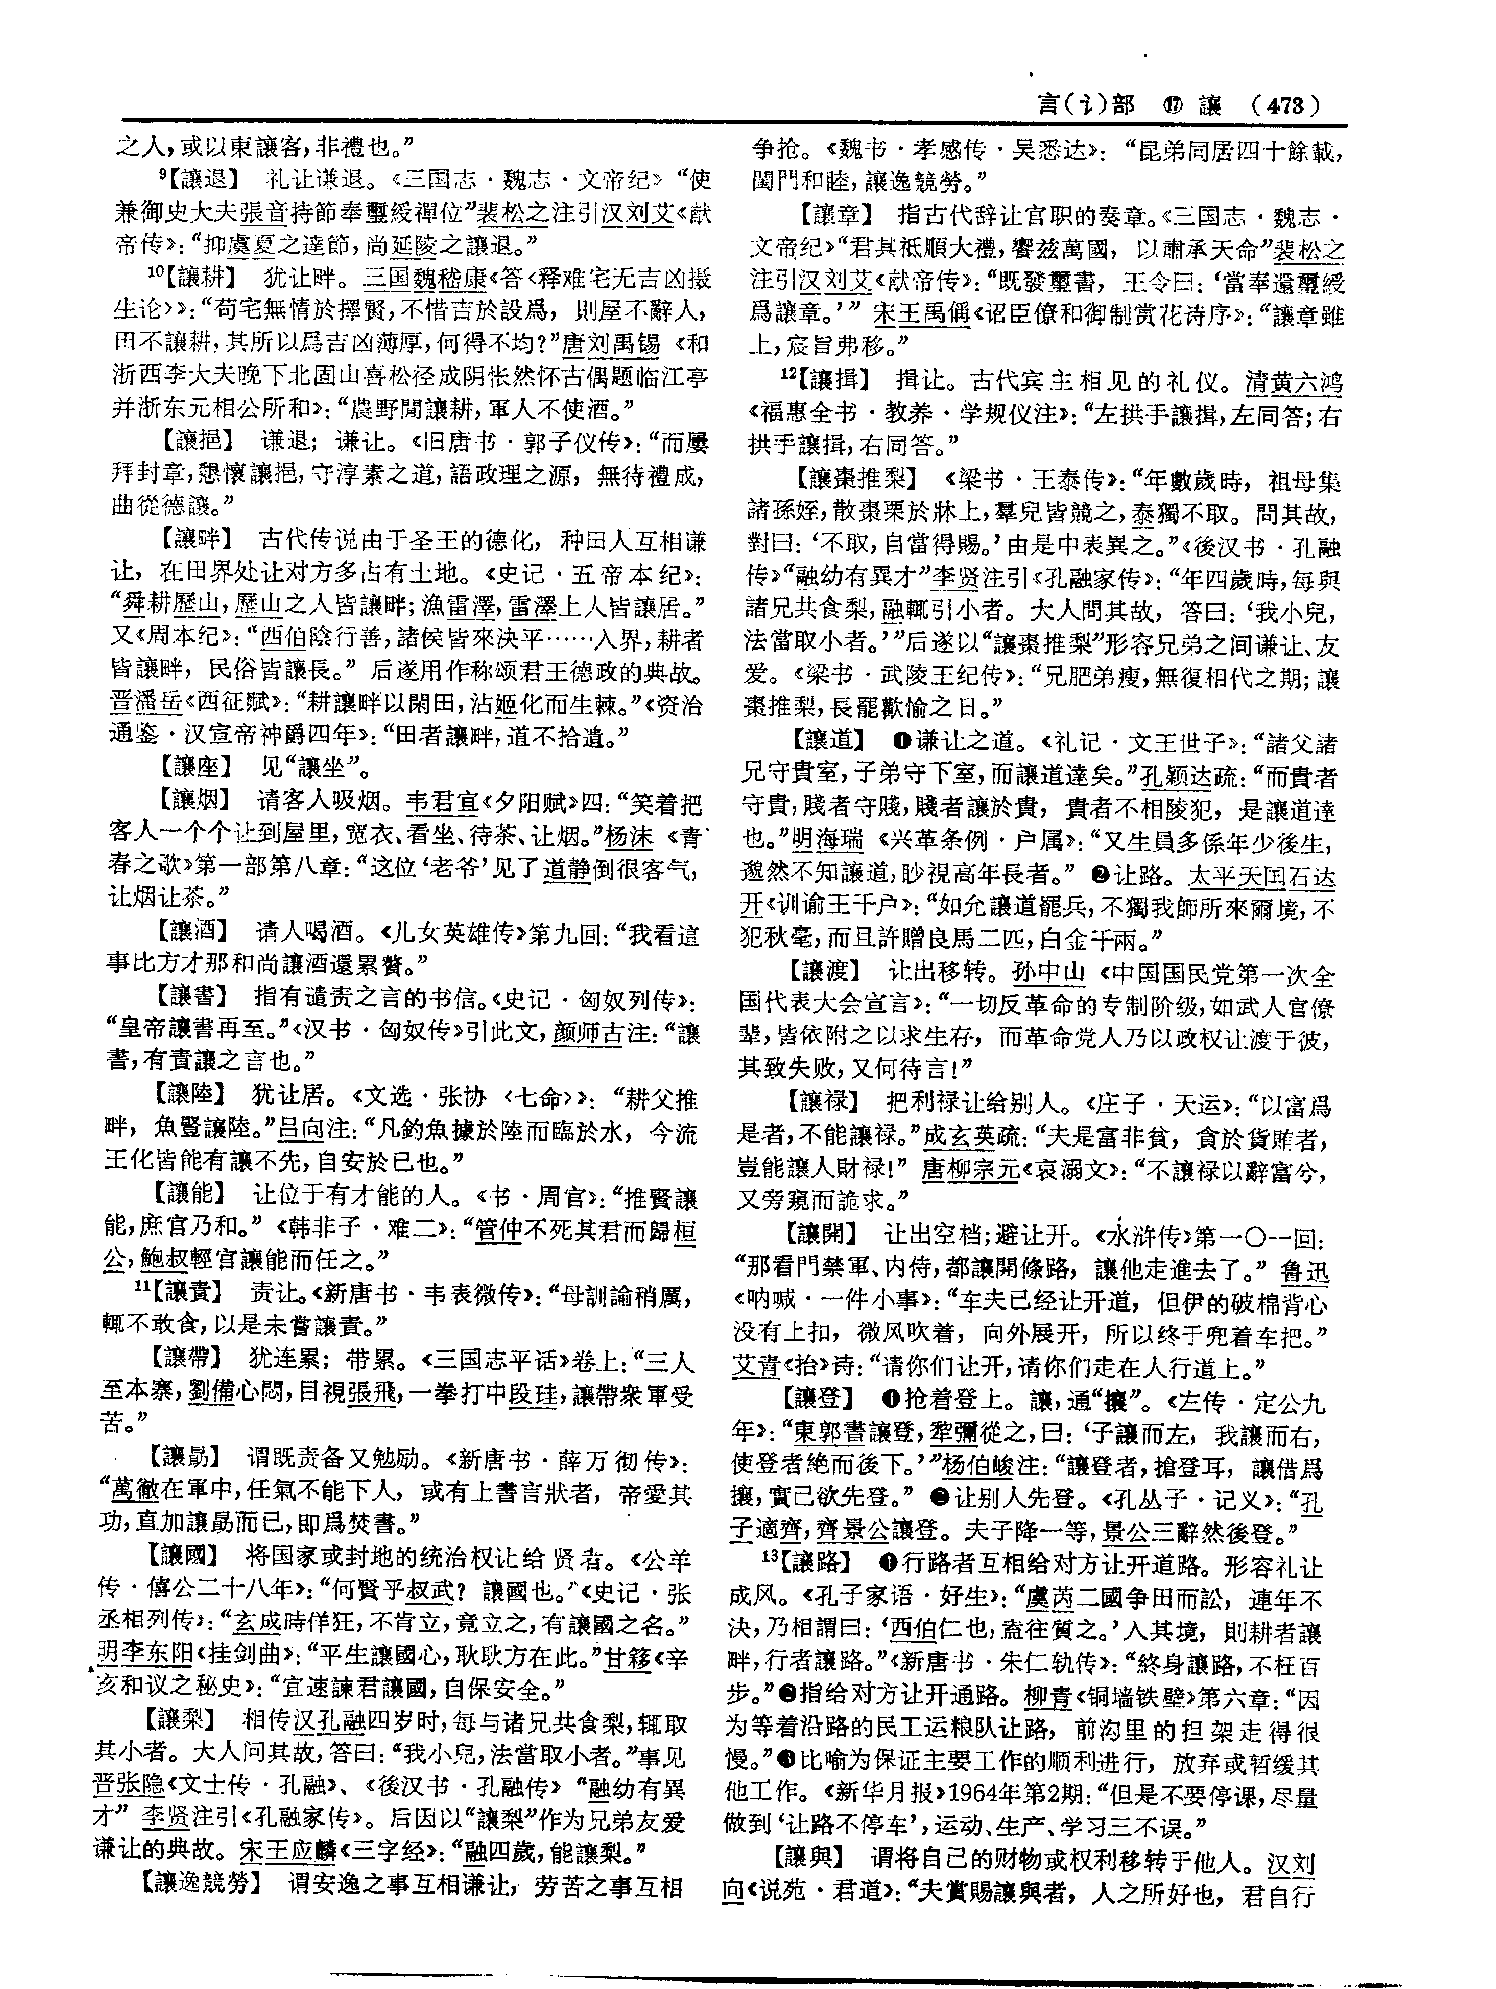 言(讠)部　⑰　讓　(473)
之人，或以東讓客，非禮也。”
9【讓退】　礼让谦退。《三国志·魏志·文帝纪》“使
兼御史大夫張音持節奉璽綬禪位”裴松之注引汉刘艾《献
帝传》：“抑虞夏之達節，尚延陵之讓退。”
10【讓耕】　犹让畔。三国魏嵇康《答〈释难宅无吉凶摄
生论〉》：“苟宅無情於擇賢，不惜吉於設爲，則屋不辭人，
田不讓耕，其所以爲吉凶薄厚，何得不均？”唐刘禹锡《和
浙西李大夫晚下北固山喜松径成阴怅然怀古偶题临江亭
并浙东元相公所和》：“農野聞讓耕，軍人不使酒。”
【讓挹】　谦退；谦让。《旧唐书·郭子仪传》：“而屢
拜封章，懇懷讓挹，守淳素之道，語政理之源，無待禮成，
曲從德讓。”
【讓畔】　古代传说由于圣王的德化，种田人互相谦
让，在田界处让对方多占有土地。《史记·五帝本纪》：
“舜耕歷山，歷山之人皆讓畔；漁雷澤，雷澤上人皆讓居。”
又《周本纪》：“西伯陰行善，諸侯皆來決平……入界，耕者
皆讓畔，民俗皆讓長。”后遂用作称颂君王德政的典故。
晋潘岳《西征赋》：“耕讓畔以閑田，沾姬化而生棘。”《资治
通鉴·汉宣帝神爵四年》：“田者讓畔，道不拾遺。”
【讓座】　见“讓坐”。
【讓烟】　请客人吸烟。韦君宜《夕阳赋》四：“笑着把
客人一个个让到屋里，宽衣、看坐、待茶、让烟。”杨沫《青
春之歌》第一部第八章：“这位‘老爷’见了道静倒很客气，
让烟让茶。”
【讓酒】　请人喝酒。《儿女英雄传》第九回：“我看這
事比方才那和尚讓酒還累贅。”
【讓書】　指有谴责之言的书信。《史记·匈奴列传》：
“皇帝讓書再至。”《汉书·匈奴传》引此文，颜师古注：“讓
書，有責讓之言也。”
【讓陸】　犹让居。《文选·张协〈七命〉》：“耕父推
畔，魚豎讓陸。”吕向注：“凡釣魚據於陸而臨於水，今流
王化皆能有讓不先，自安於己也。”
【讓能】　让位于有才能的人。《书·周官》：“推賢讓
能，庶官乃和。”《韩非子·难二》：“管仲不死其君而歸桓
公，鮑叔輕官讓能而任之。”
11【讓責】　责让。《新唐书·韦表微传》：“母訓諭稍厲，
輒不敢食，以是未嘗讓責。”
【讓帶】　犹连累；带累。《三国志平话》卷上：“三人
至本寨，劉備心悶，目視張飛，一拳打中段珪，讓帶衆軍受
苦。”
【讓勗】　谓既责备又勉励。《新唐书·薛万彻传》：
“萬徹在軍中，任氣不能下人，或有上書言狀者，帝愛其
功，直加讓勗而已，即爲焚書。”
【讓國】　将国家或封地的统治权让给贤者。《公羊
传·僖公二十八年》：“何賢乎叔武？讓國也。”《史记·张
丞相列传》：“玄成時佯狂，不肯立，竟立之，有讓國之名。”
明李东阳《挂剑曲》：“平生讓國心，耿耿方在此。”甘簃《辛
亥和议之秘史》：“宜速諫君讓國，自保安全。”
【讓梨】　相传汉孔融四岁时，每与诸兄共食梨，辄取
其小者。大人问其故，答曰：“我小兒，法當取小者。”事见
晋张隐《文士传·孔融》、《後汉书·孔融传》“融幼有異
才”李贤注引《孔融家传》。后因以“讓梨”作为兄弟友爱
谦让的典故。宋王应麟《三字经》：“融四歲，能讓梨。”
【讓逸競勞】　谓安逸之事互相谦让，劳苦之事互相
争抢。《魏书·孝感传·吴悉达》：“昆弟同居四十餘載，
閨門和睦，讓逸競勞。”
【讓章】　指古代辞让官职的奏章。《三国志·魏志·
文帝纪》“君其祗順大禮，饗兹萬國，以肅承天命”裴松之
注引汉刘艾《献帝传》：“既發璽書，王令曰：‘當奉還璽綬
爲讓章。’”宋王禹偁《诏臣僚和御制赏花诗序》：“讓章雖
上，宸旨弗移。”
12【讓揖】　揖让。古代宾主相见的礼仪。清黄六鸿
《福惠全书·教养·学规仪注》：“左拱手讓揖，左同答；右
拱手讓揖，右同答。”
【讓棗推梨】　《梁书·王泰传》：“年數歲時，祖母集
諸孫姪，散棗栗於牀上，羣兒皆競之，泰獨不取。問其故，
對曰：‘不取，自當得賜。’由是中表異之。”《後汉书·孔融
传》“融幼有異才”李贤注引《孔融家传》：“年四歲時，每與
諸兄共食梨，融輒引小者。大人問其故，答曰：‘我小兒，
法當取小者。’”后遂以“讓棗推梨”形容兄弟之间谦让、友
爱。《梁书·武陵王纪传》：“兄肥弟瘦，無復相代之期；讓
棗推梨，長罷歡愉之日。”
【讓道】　❶谦让之道。《礼记·文王世子》：“諸父諸
兄守貴室，子弟守下室，而讓道達矣。”孔颖达疏：“而貴者
守貴，賤者守賤，賤者讓於貴，貴者不相陵犯，是讓道達
也。”明海瑞《兴革条例·户属》：“又生員多係年少後生，
邈然不知讓道，眇視高年長者。”❷让路。太平天囯石达
开《训谕王千户》：“如允讓道罷兵，不獨我師所來爾境，不
犯秋毫，而且許贈良馬二匹，白金千兩。”
【讓渡】　让出移转。孙中山《中国国民党第一次全
国代表大会宣言》：“一切反革命的专制阶级，如武人官僚
辈，皆依附之以求生存，而革命党人乃以政权让渡于彼，
其致失败，又何待言！”
【讓禄】　把利禄让给别人。《庄子·天运》：“以富爲
是者，不能讓禄。”成玄英疏：“夫是富非貧，貪於貨賄者，
豈能讓人財禄！”唐柳宗元《哀溺文》：“不讓禄以辭富兮，
又旁窺而詭求。”
【讓開】　让出空档；避让开。《水浒传》第一〇一回：
“那看門禁軍、内侍，都讓開條路，讓他走進去了。”鲁迅
《呐喊·一件小事》：“车夫已经让开道，但伊的破棉背心
没有上扣，微风吹着，向外展开，所以终于兜着车把。”
艾青《抬》诗：“请你们让开，请你们走在人行道上。”
【讓登】　❶抢着登上。讓，通“攘”。《左传·定公九
年》：“東郭書讓登，犂彌從之，曰：‘子讓而左，我讓而右，
使登者絶而後下。’”杨伯峻注：“讓登者，搶登耳，讓借爲
攘，實己欲先登。”❷让别人先登。《孔丛子·记义》：“孔
子適齊，齊景公讓登。夫子降一等，景公三辭然後登。”
13【讓路】　❶行路者互相给对方让开道路。形容礼让
成风。《孔子家语·好生》：“虞芮二國争田而訟，連年不
決，乃相謂曰：‘西伯仁也，盍往質之。’入其境，則耕者讓
畔，行者讓路。”《新唐书·朱仁轨传》：“終身讓路，不枉百
步。”❷指给对方让开通路。柳青《铜墙铁壁》第六章：“因
为等着沿路的民工运粮队让路，前沟里的担架走得很
慢。”❸比喻为保证主要工作的顺利进行，放弃或暂缓其
他工作。《新华月报》1964年第2期：“但是不要停课，尽量
做到‘让路不停车’，运动、生产、学习三不误。”
【讓與】　谓将自己的财物或权利移转于他人。汉刘
向《说苑·君道》：“夫賞賜讓與者，人之所好也，君自行